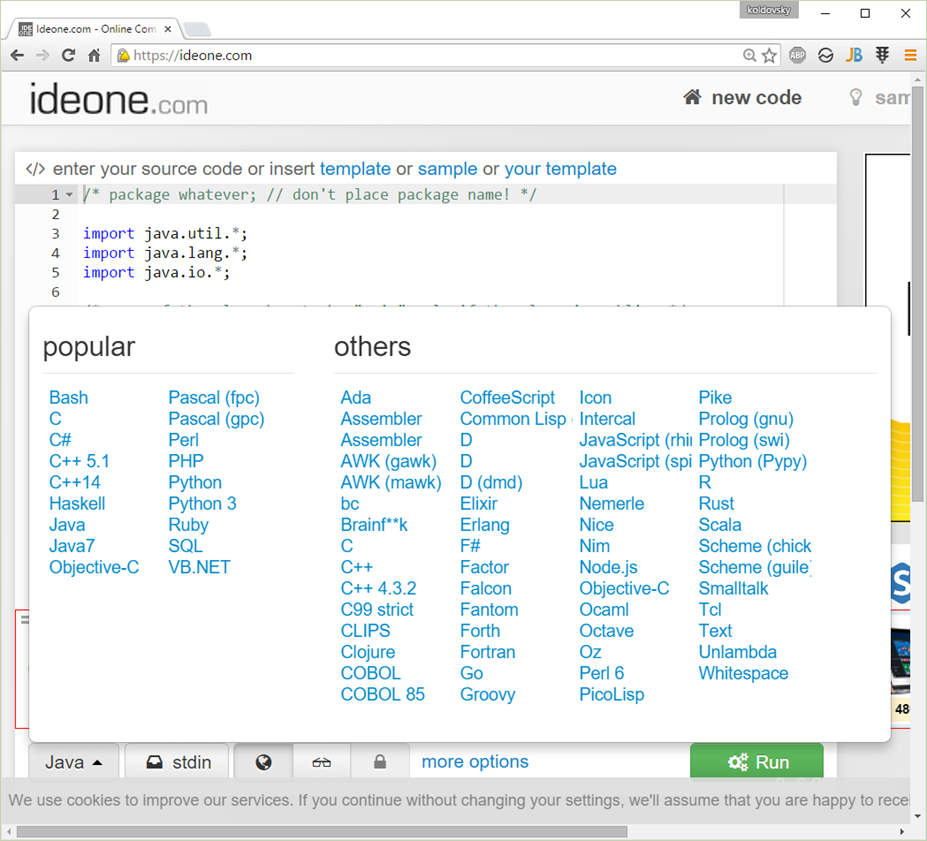 koldovsky
Ideone.com - Online Com
https://ideone.com
ABP
JB
ideone.com
new code
sam
</> enter your source code or insert template or sample or your template
1 /* package whatever; // don't place package name! */
2
3 import java.util.*;
4 import java.lang.*;
5 import java.io.*;
6
popular
Bash
C
C#
C++ 5.1
C++14
Haskell
Java
Java7
Objective-C
Pascal (fpc)
Pascal (gpc)
Perl
PHP
Python
Python 3
Ruby
SQL
VB.NET
others
Ada
Assembler
Assembler
AWK (gawk)
AWK (mawk)
bc
Brainf**k
C
C++
C++ 4.3.2
C99 strict
CLIPS
Clojure
COBOL
COBOL 85
CoffeeScript
Common Lisp
D
D
D (dmd)
Elixir
Erlang
F#
Factor
Falcon
Fantom
Forth
Fortran
Go
Groovy
Icon
Intercal
JavaScript (rhi
JavaScript (spi
Lua
Nemerle
Nice
Nim
Node.js
Objective-C
Ocaml
Octave
Oz
Perl 6
PicoLisp
Pike
Prolog (gnu)
Prolog (swi)
Python (Pypy)
R
Rust
Scala
Scheme (chick
Scheme (guile)
Smalltalk
Tcl
Text
Unlambda
Whitespace
S
48
Java
stdin
more options
Run
We use cookies to improve our services. If you continue without changing your settings, we'll assume that you are happy to rece